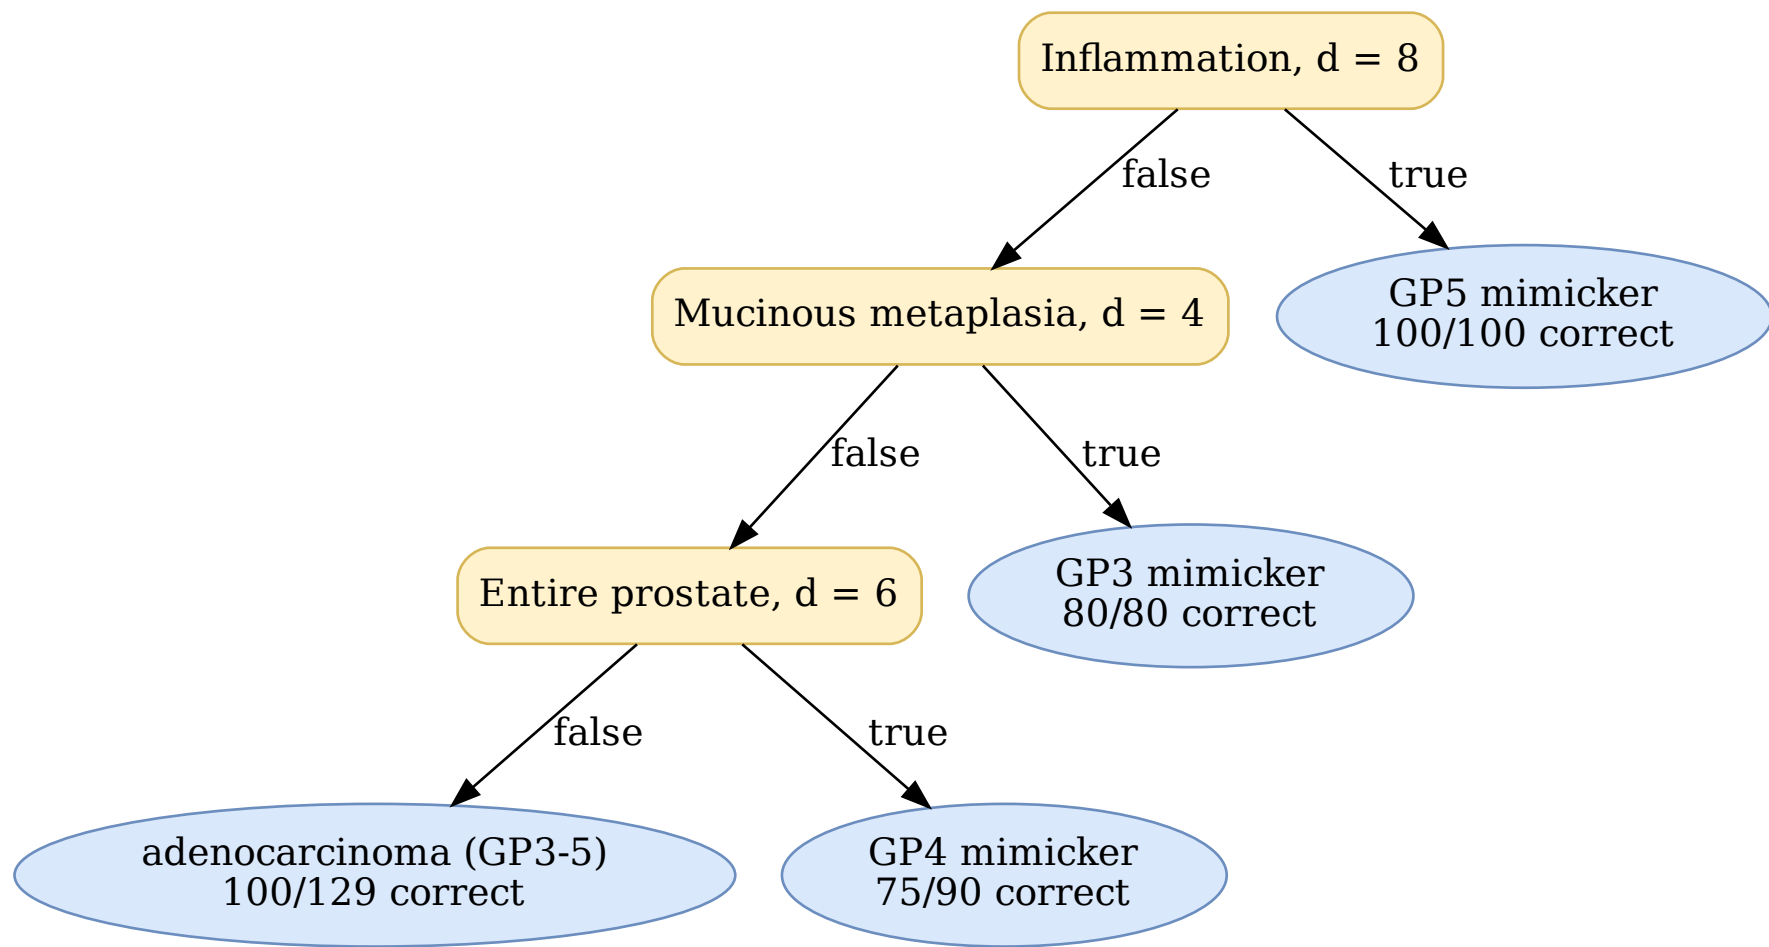 Inflammation, d = 8
false
true
Mucinous metaplasia, d = 4
GP5 mimicker
100/100 correct
false
true
Entire prostate, d = 6
GP3 mimicker
80/80 correct
false
true
adenocarcinoma (GP3-5)
100/129 correct
GP4 mimicker
75/90 correct